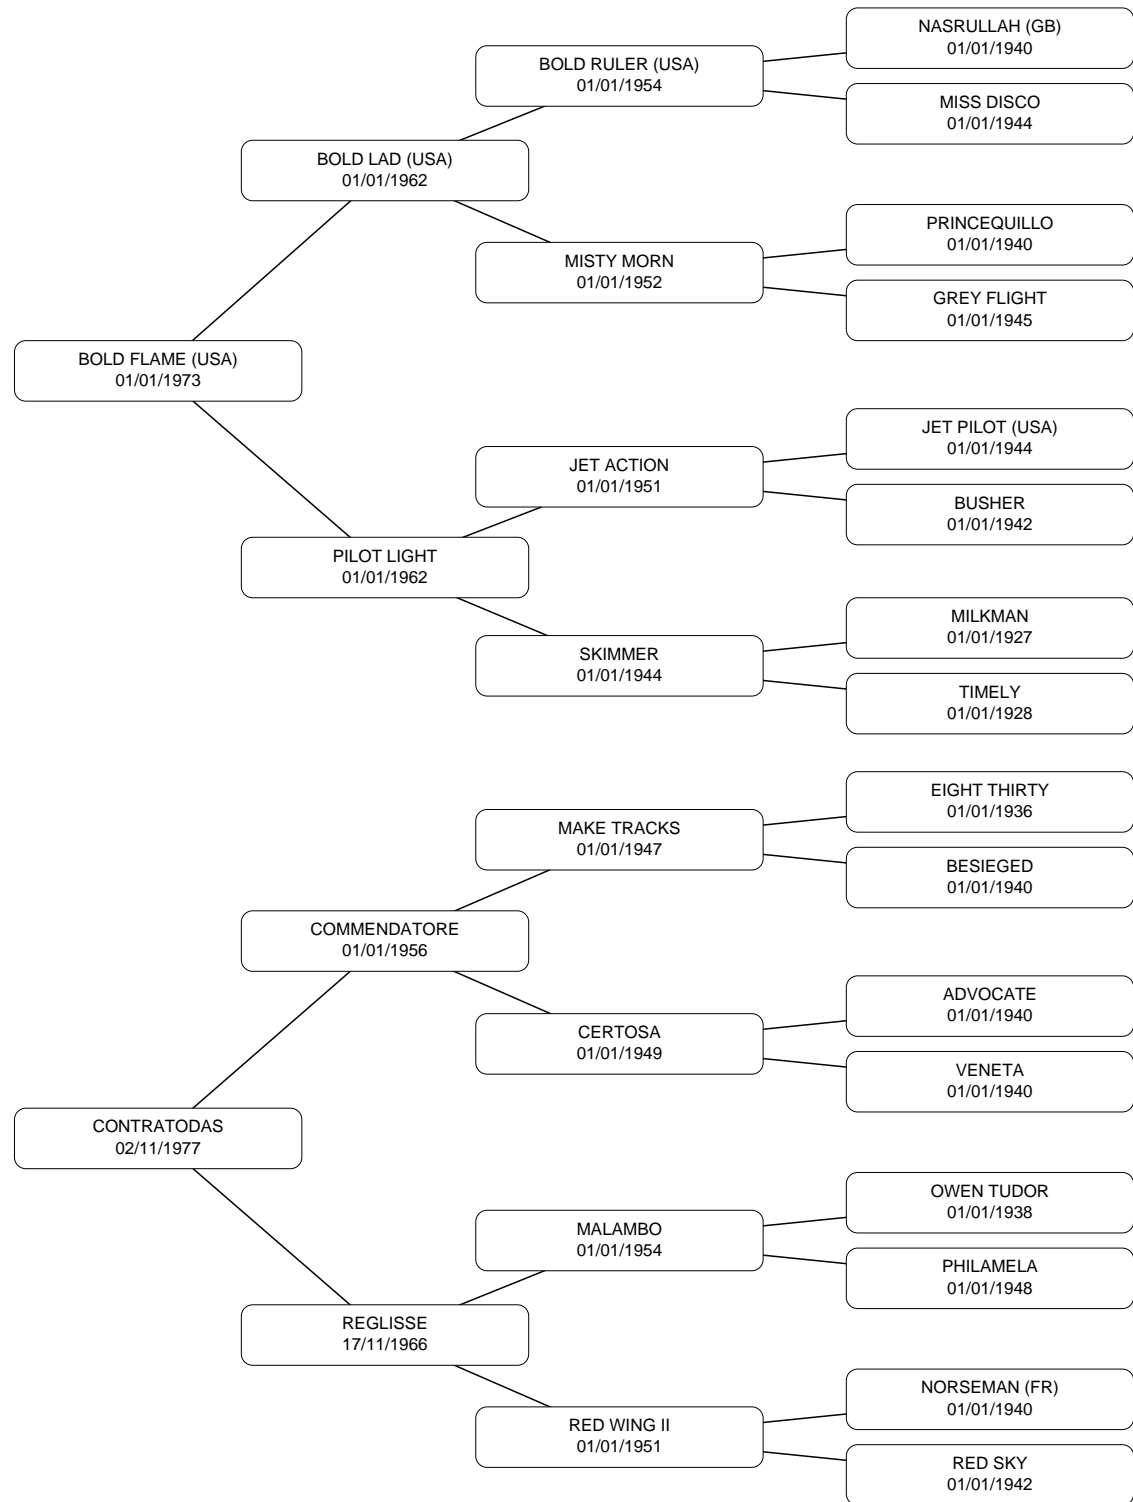 NASRULLAH (GB)
01/01/1940
BOLD RULER (USA)
01/01/1954
MISS DISCO
01/01/1944
BOLD LAD (USA)
01/01/1962
PRINCEQUILLO
01/01/1940
MISTY MORN
01/01/1952
GREY FLIGHT
01/01/1945
BOLD FLAME (USA)
01/01/1973
JET PILOT (USA)
01/01/1944
JET ACTION
01/01/1951
BUSHER
01/01/1942
PILOT LIGHT
01/01/1962
MILKMAN
01/01/1927
SKIMMER
01/01/1944
TIMELY
01/01/1928
EIGHT THIRTY
01/01/1936
MAKE TRACKS
01/01/1947
BESIEGED
01/01/1940
COMMENDATORE
01/01/1956
ADVOCATE
01/01/1940
CERTOSA
01/01/1949
VENETA
01/01/1940
CONTRATODAS
02/11/1977
OWEN TUDOR
01/01/1938
MALAMBO
01/01/1954
PHILAMELA
01/01/1948
REGLISSE
17/11/1966
NORSEMAN (FR)
01/01/1940
RED WING II
01/01/1951
RED SKY
01/01/1942